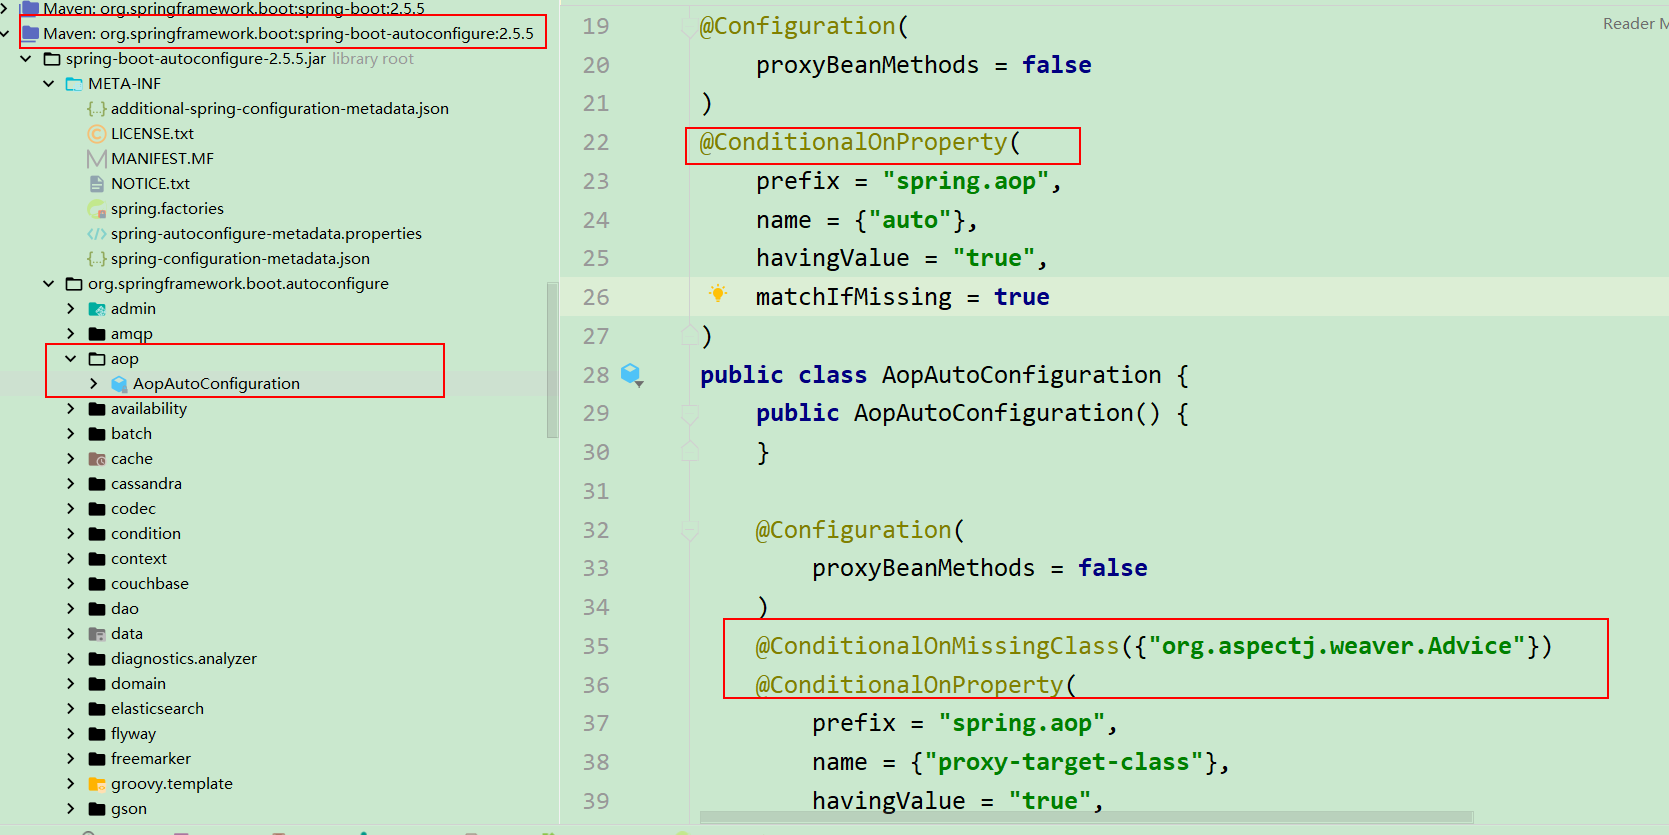 Maven: org.springframework.boot:spring-boot:2.5.5
Maven: org.springframework.boot:spring-boot-autoconfigure:2.5.5
spring-boot-autoconfigure-2.5.5.jar library root
META-INF
additional-spring-configuration-metadata.json
LICENSE.txt
MANIFEST.MF
NOTICE.txt
spring.factories
spring-autoconfigure-metadata.properties
spring-configuration-metadata.json
org.springframework.boot.autoconfigure
admin
amqp
aop
AopAutoConfiguration
availability
batch
cache
cassandra
codec
condition
context
couchbase
dao
data
diagnostics.analyzer
domain
elasticsearch
flyway
freemarker
groovy.template
gson
Reader M
19 @Configuration(
20 proxyBeanMethods = false
21 )
22 @ConditionalOnProperty(
23 prefix = "spring.aop",
24 name = {"auto"},
25 havingValue = "true",
26 matchIfMissing = true
27 )
28 public class AopAutoConfiguration {
29 public AopAutoConfiguration() {
30 }
31
32 @Configuration(
33 proxyBeanMethods = false
34 )
35 @ConditionalOnMissingClass({"org.aspectj.weaver.Advice"})
36 @ConditionalOnProperty(
37 prefix = "spring.aop",
38 name = {"proxy-target-class"},
39 havingValue = "true",